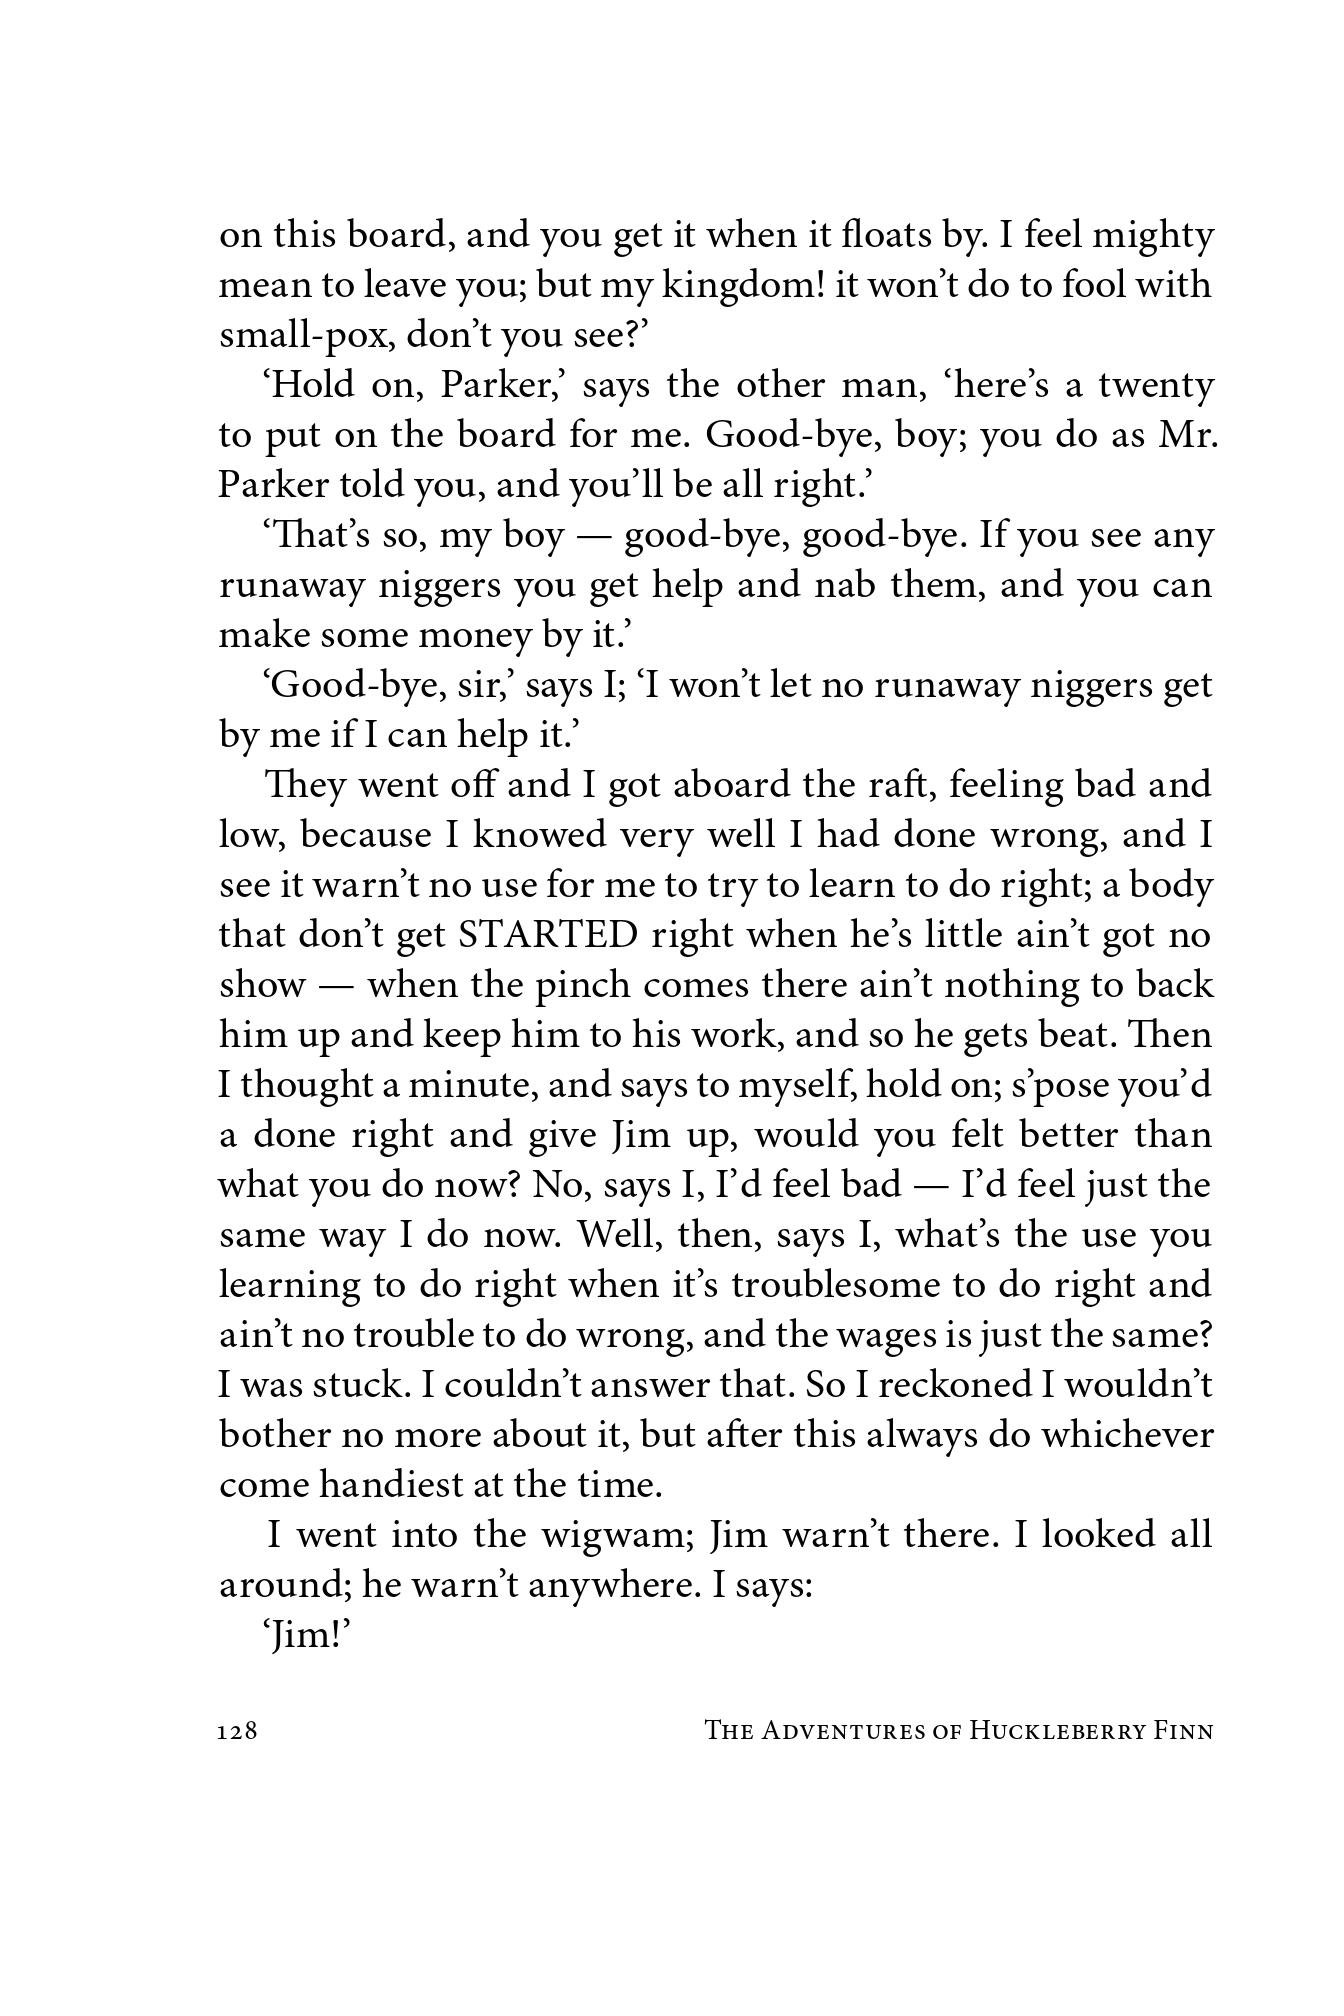 on this board, and you get it when it floats by. I feel mighty
mean to leave you; but my kingdom! it won’t do to fool with
small-pox, don’t you see?’
‘Hold on, Parker,’ says the other man, ‘here’s a twenty
to put on the board for me. Good-bye, boy; you do as Mr.
Parker told you, and you’ll be all right.’
‘That’s so, my boy — good-bye, good-bye. If you see any
runaway niggers you get help and nab them, and you can
make some money by it.’
‘Good-bye, sir,’ says I; ‘I won’t let no runaway niggers get
by me if I can help it.’
They went off and I got aboard the raft, feeling bad and
low, because I knowed very well I had done wrong, and I
see it warn’t no use for me to try to learn to do right; a body
that don’t get STARTED right when he’s little ain’t got no
show — when the pinch comes there ain’t nothing to back
him up and keep him to his work, and so he gets beat. Then
I thought a minute, and says to myself, hold on; s’pose you’d
a done right and give Jim up, would you felt better than
what you do now? No, says I, I’d feel bad — I’d feel just the
same way I do now. Well, then, says I, what’s the use you
learning to do right when it’s troublesome to do right and
ain’t no trouble to do wrong, and the wages is just the same?
I was stuck. I couldn’t answer that. So I reckoned I wouldn’t
bother no more about it, but after this always do whichever
come handiest at the time.
I went into the wigwam; Jim warn’t there. I looked all
around; he warn’t anywhere. I says:
‘Jim!’
128 The Adventures of Huckleberry Finn